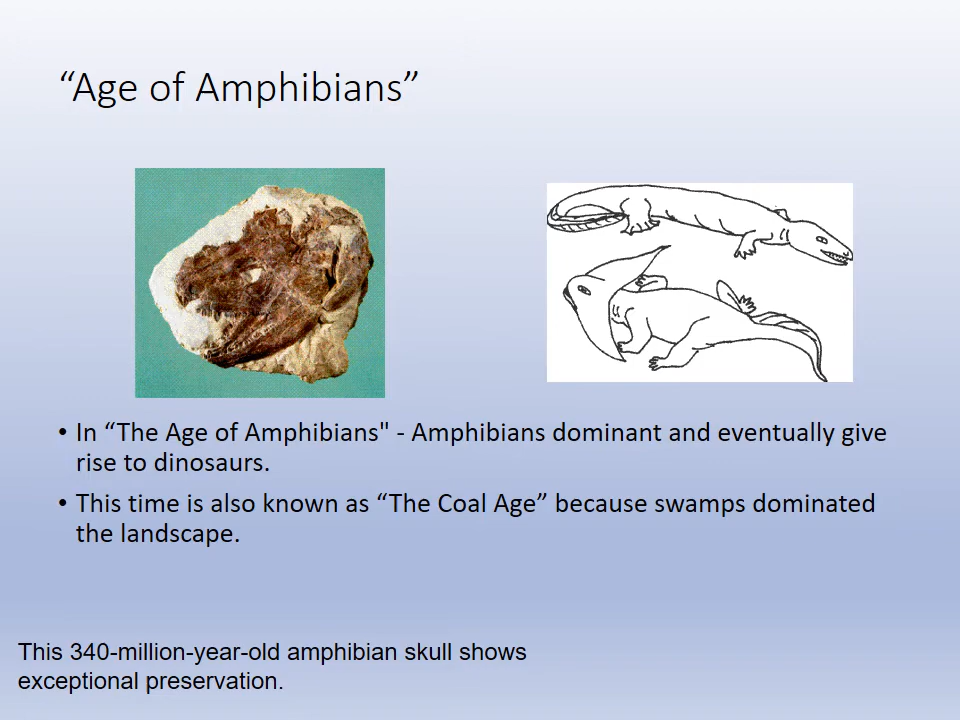 “Age of Amphibians”
• In “The Age of Amphibians" - Amphibians dominant and eventually give
rise to dinosaurs.
• This time is also known as “The Coal Age” because swamps dominated
the landscape.
This 340-million-year-old amphibian skull shows
exceptional preservation.